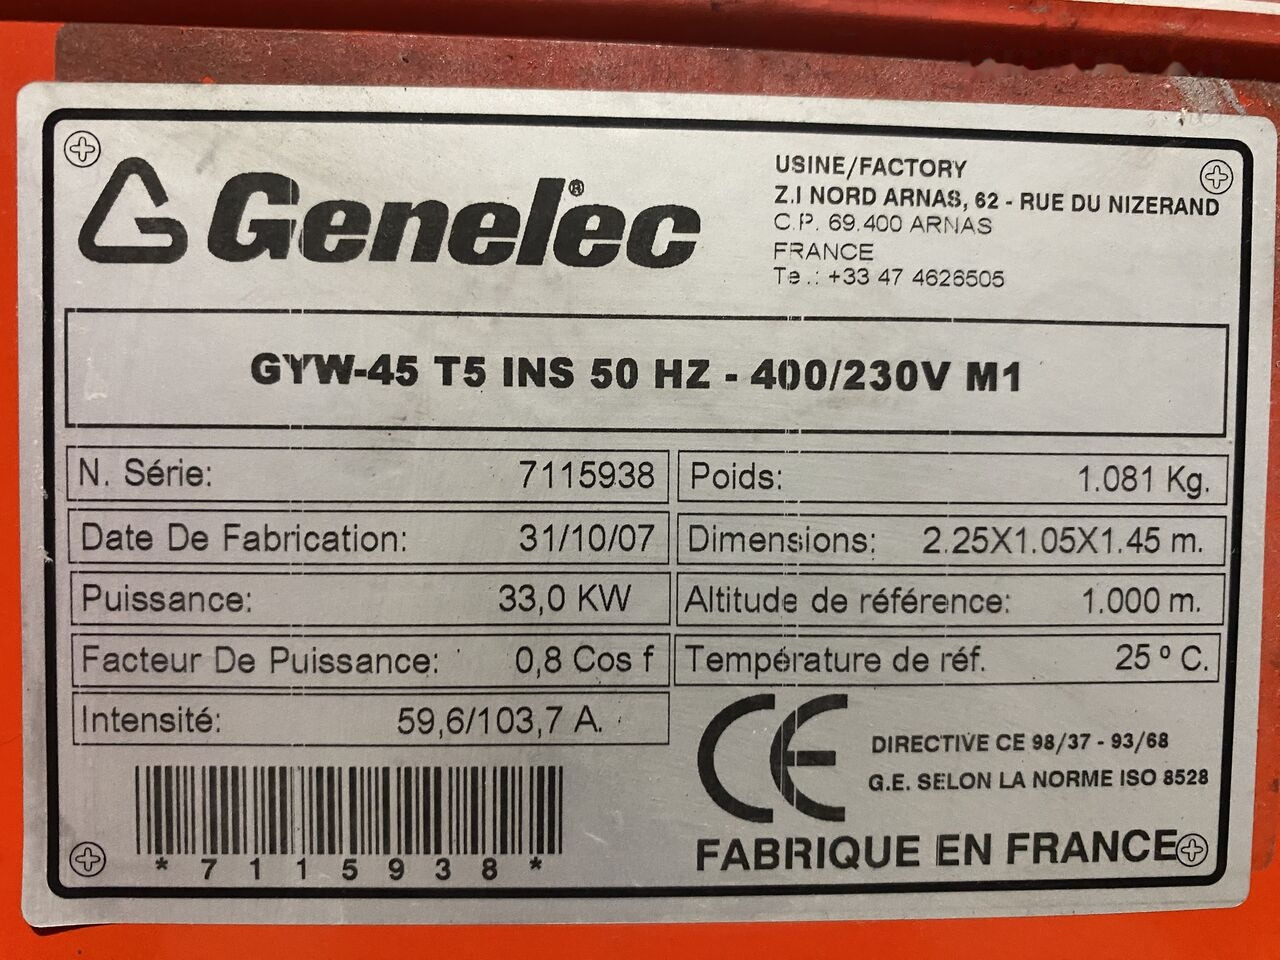 Genelec®
USINE/FACTORY
Z.I NORD ARNAS, 62 - RUE DU NIZERAND
C.P. 69.400 ARNAS
FRANCE
Te.: +33 47 4626505
GYW-45 T5 INS 50 HZ - 400/230V M1
N. Série: 7115938
Poids: 1.081 Kg.
Date De Fabrication: 31/10/07
Dimensions: 2.25X1.05X1.45 m.
Puissance: 33,0 KW
Altitude de référence: 1.000 m.
Facteur De Puissance: 0,8 Cos f
Température de réf. 25 º C.
Intensité: 59,6/103,7 A.
CE
DIRECTIVE CE 98/37 - 93/68
G.E. SELON LA NORME ISO 8528
*7115938*
FABRIQUE EN FRANCE